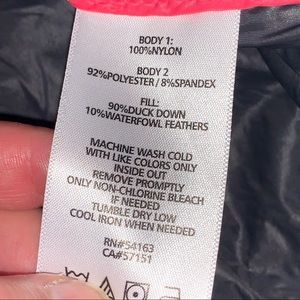 BODY 1:
100%NYLON
BODY 2
92%POLYESTER / 8%SPANDEX
FILL:
90%DUCK DOWN
10%WATERFOWL FEATHERS
MACHINE WASH COLD
WITH LIKE COLORS ONLY
INSIDE OUT
REMOVE PROMPTLY
ONLY NON-CHLORINE BLEACH
IF NEEDED
TUMBLE DRY LOW
COOL IRON WHEN NEEDED
RN#54163
CA#57151